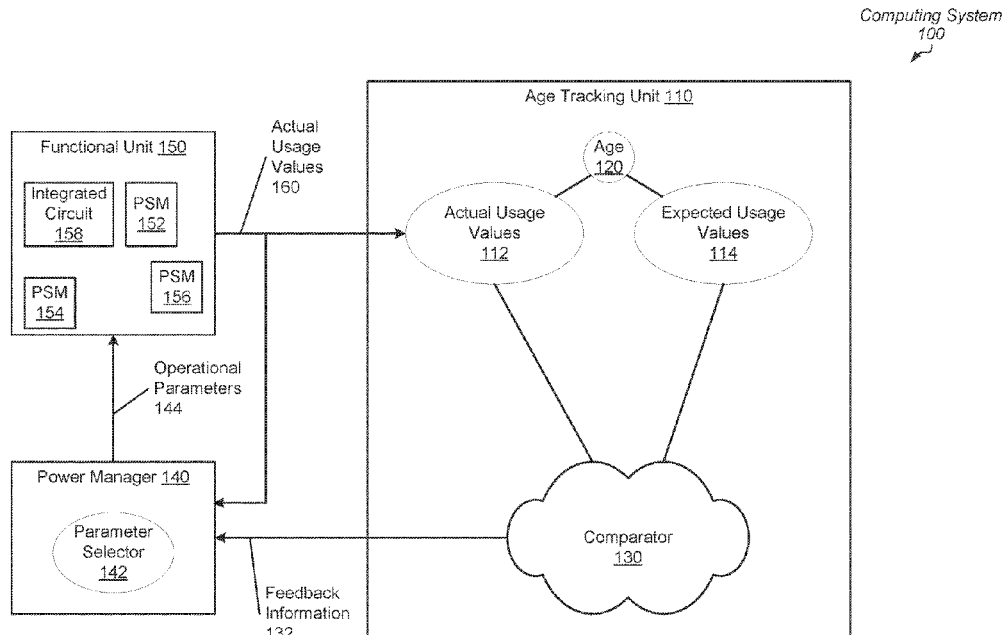 Computing System
100
Age Tracking Unit 110
Functional Unit 150
Integrated
Circuit
158
PSM
152
PSM
154
PSM
156
Actual
Usage
Values
160
Age
120
Actual Usage
Values
112
Expected Usage
Values
114
Operational
Parameters
144
Power Manager 140
Parameter
Selector
142
Comparator
130
Feedback
Information
132